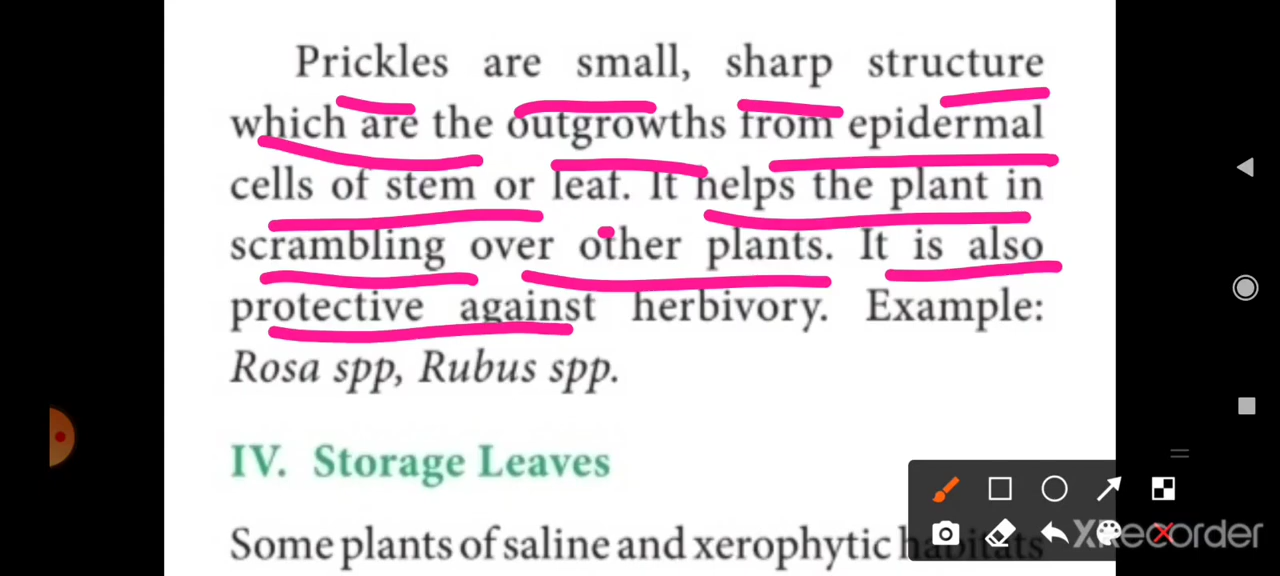 Prickles are small, sharp structure
which are the outgrowths from epidermal
cells of stem or leaf. It helps the plant in
scrambling over other plants. It is also
protective against herbivory. Example:
Rosa spp, Rubus spp.
IV. Storage Leaves
Some plants of saline and xerophytic habitats
XRecorder